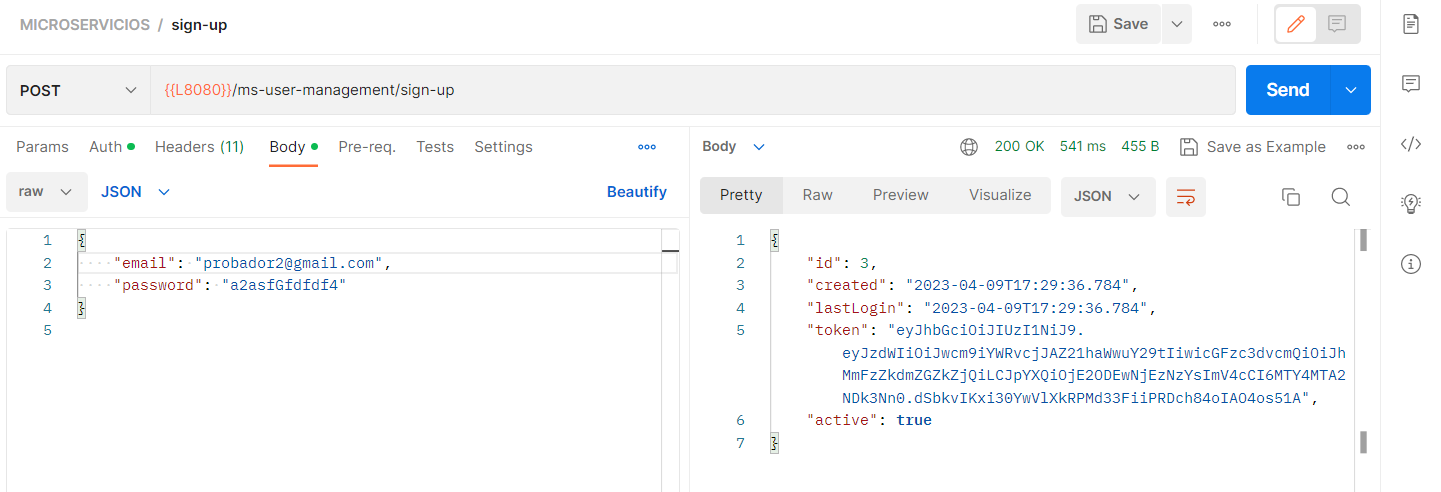 MICROSERVICIOS / sign-up
Save
POST
{{L8080}}/ms-user-management/sign-up
Send
Params Auth Headers (11) Body Pre-req. Tests Settings
raw JSON Beautify
1 {
2 "email": "probador2@gmail.com",
3 "password": "a2asfGfdfdf4"
4 }
5
Body 200 OK 541 ms 455 B Save as Example
Pretty Raw Preview Visualize JSON
1 {
2 "id": 3,
3 "created": "2023-04-09T17:29:36.784",
4 "lastLogin": "2023-04-09T17:29:36.784",
5 "token": "eyJhbGciOiJIUzI1NiJ9.
eyJzdWIiOiJwcm9iYWRvcjJAZ21haWwuY29tIiwicGFzc3dvcmQiOiJh
MmFzZkdmZGZkZjQiLCJpYXQiOjE2ODEwNjEzNzYsImV4cCI6MTY4MTA2
NDk3Nn0.dSbkvIKxi30YwVlXkRPMd33FiiPRDch84oIAO4os51A",
6 "active": true
7 }